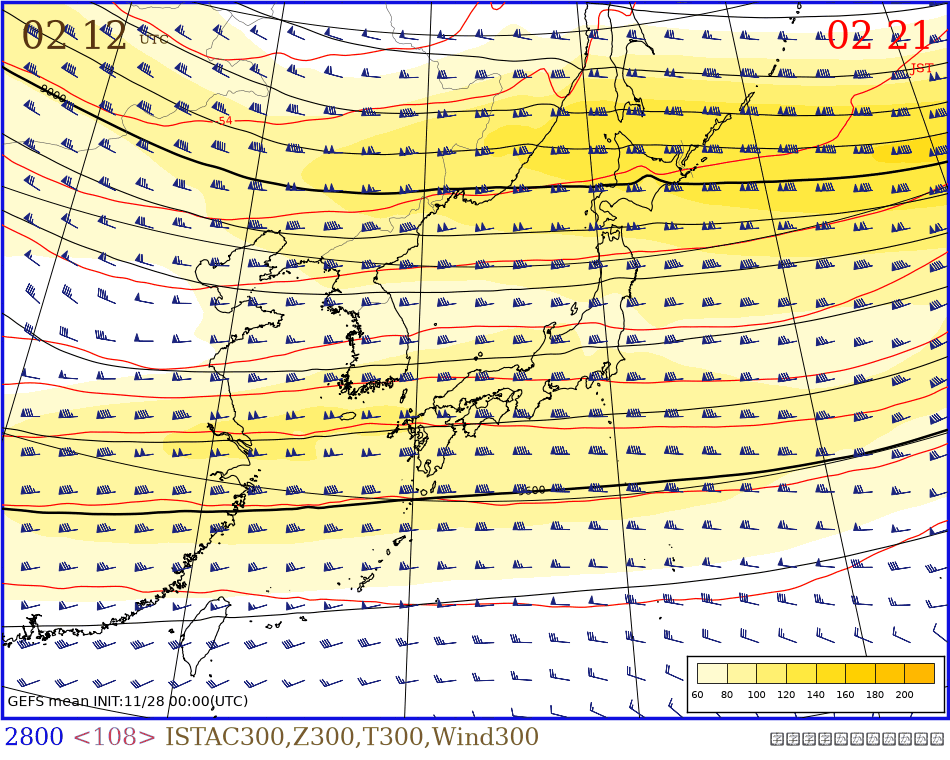 02 12 UTC
02 21
JST
9000
-54
9600
60 80 100 120 140 160 180 200
GEFS mean INIT:11/28 00:00(UTC)
2800 <108> ISTAC300,Z300,T300,Wind300